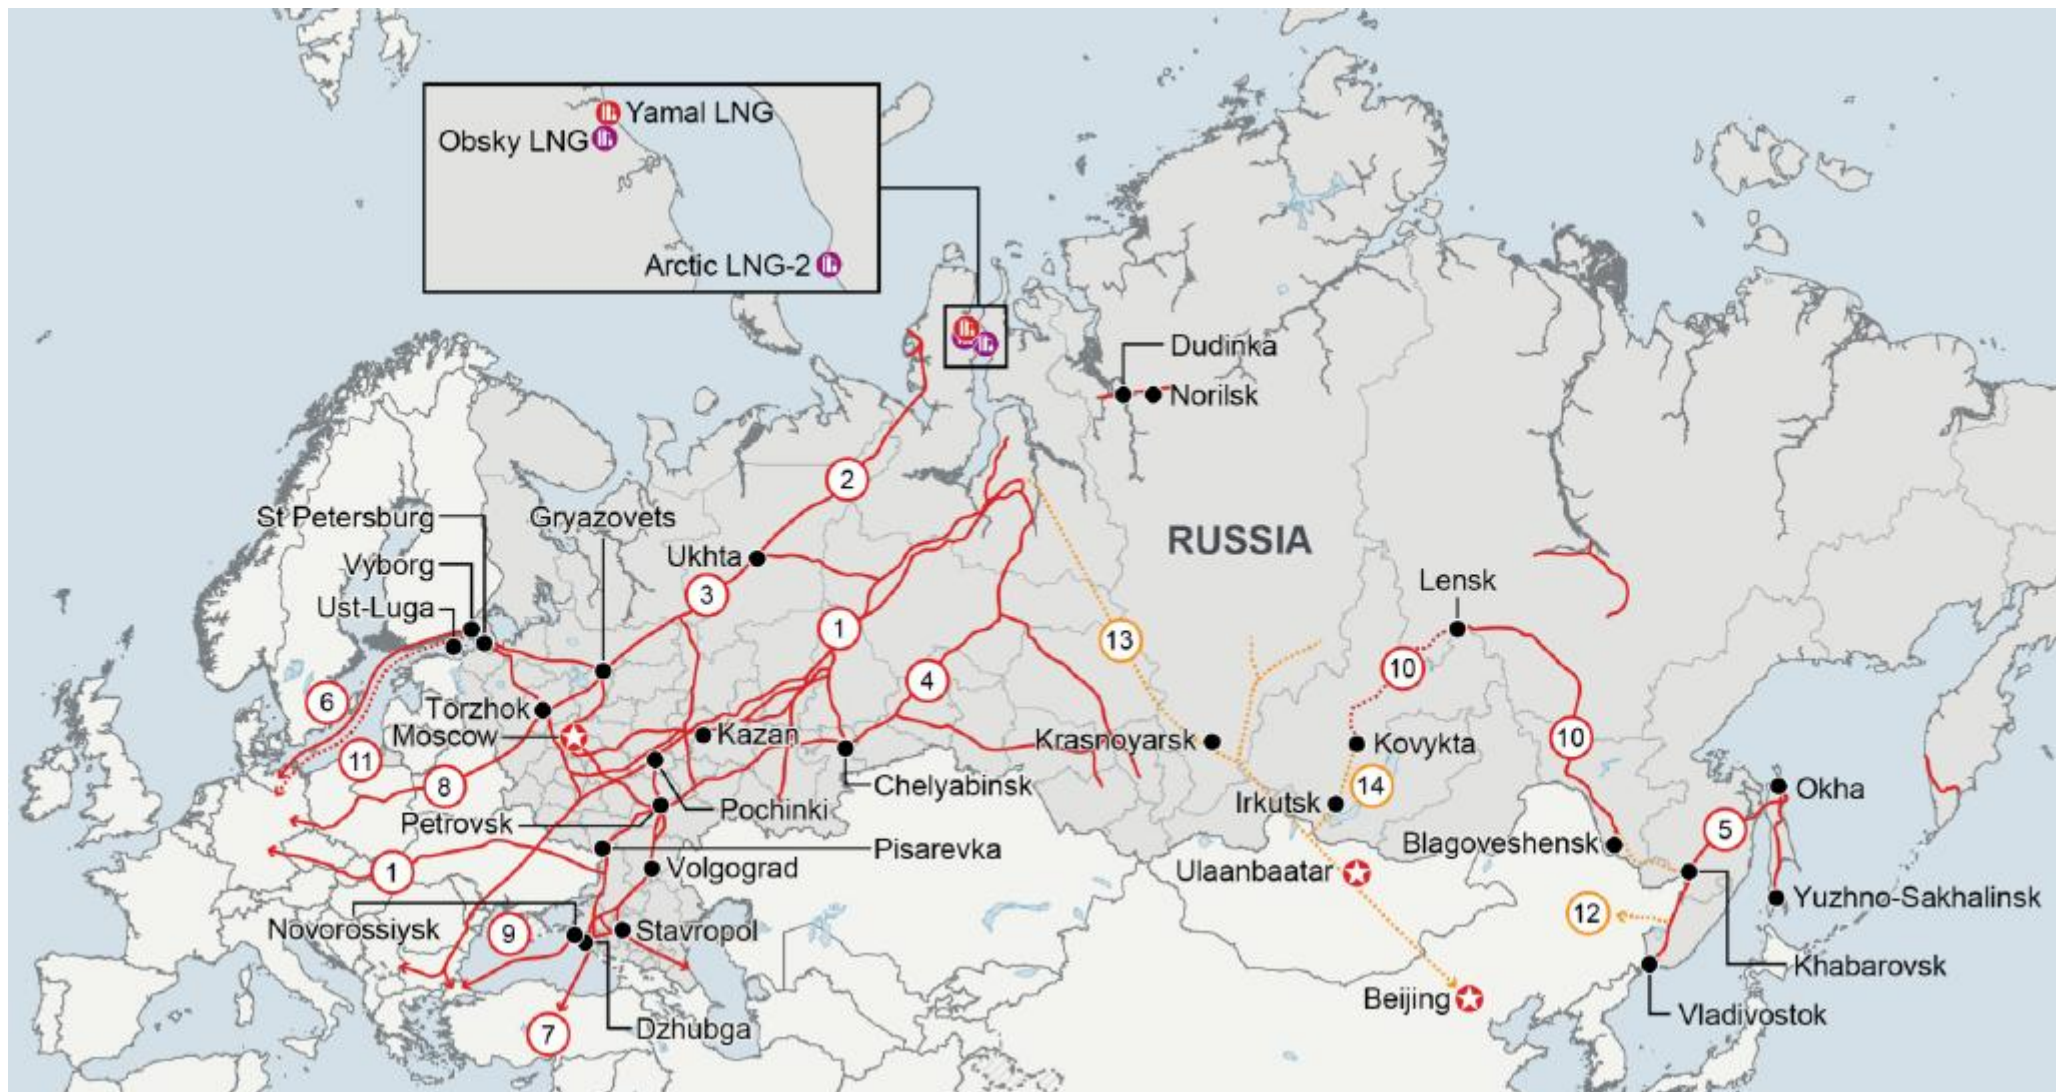 Yamal LNG
Obsky LNG
Arctic LNG-2
Dudinka
Norilsk
2
St Petersburg
Gryazovets
RUSSIA
Vyborg
Ukhta
Lensk
Ust-Luga
3
1
13
10
4
6
Torzhok
Moscow
Kazan
Krasnoyarsk
Kovykta
10
11
8
Chelyabinsk
14
Okha
Pochinki
Irkutsk
Petrovsk
5
Pisarevka
Blagoveshensk
1
Volgograd
Ulaanbaatar
12
Yuzhno-Sakhalinsk
Novorossiysk
9
Stavropol
Khabarovsk
Beijing
Vladivostok
7
Dzhubga